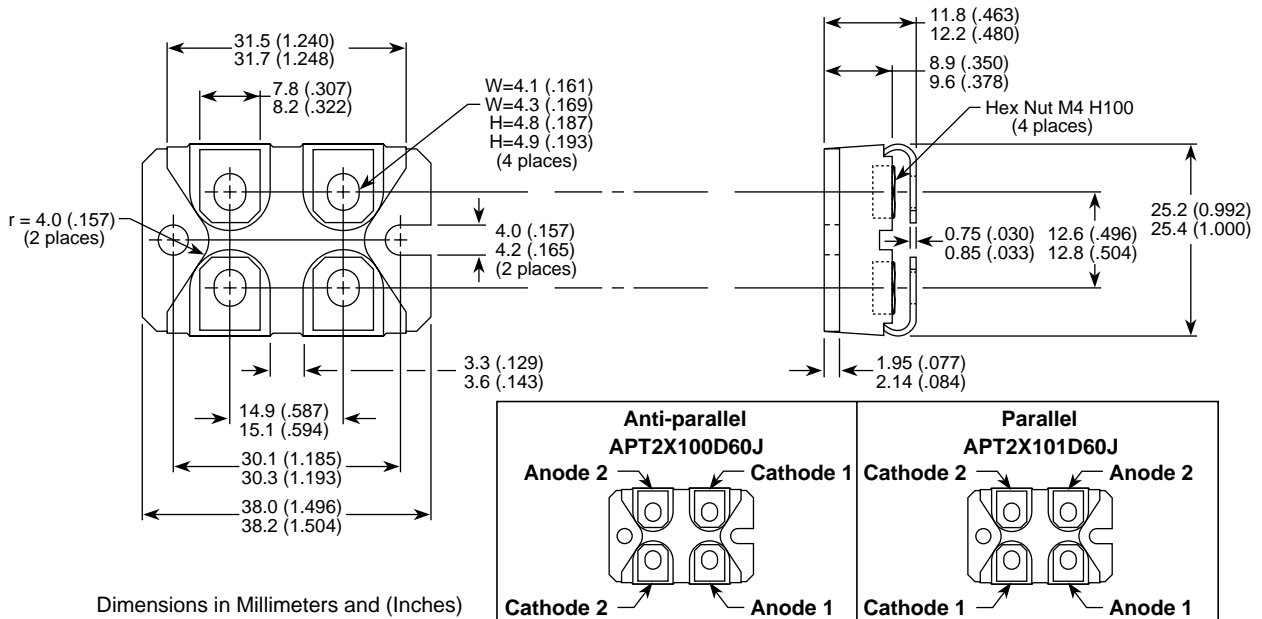 31.5 (1.240)
31.7 (1.248)
7.8 (.307)
8.2 (.322)
W=4.1 (.161)
W=4.3 (.169)
H=4.8 (.187)
H=4.9 (.193)
(4 places)
r = 4.0 (.157)
(2 places)
4.0 (.157)
4.2 (.165)
(2 places)
3.3 (.129)
3.6 (.143)
14.9 (.587)
15.1 (.594)
30.1 (1.185)
30.3 (1.193)
38.0 (1.496)
38.2 (1.504)
11.8 (.463)
12.2 (.480)
8.9 (.350)
9.6 (.378)
Hex Nut M4 H100
(4 places)
0.75 (.030)
0.85 (.033)
12.6 (.496)
12.8 (.504)
25.2 (0.992)
25.4 (1.000)
1.95 (.077)
2.14 (.084)
Dimensions in Millimeters and (Inches)
Anti-parallel
APT2X100D60J
Anode 2
Cathode 1
Cathode 2
Anode 1
Parallel
APT2X101D60J
Cathode 2
Anode 2
Cathode 1
Anode 1